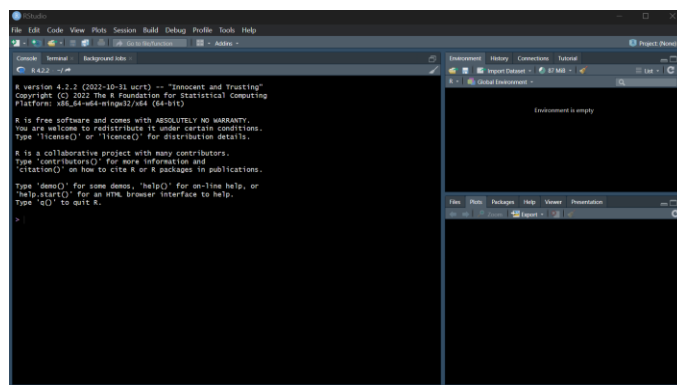 RStudio
File Edit Code View Plots Session Build Debug Profile Tools Help
Go to file/function Addins Project: (None)
Console Terminal Background Jobs
R 4.2.2 · ~/
R version 4.2.2 (2022-10-31 ucrt) -- "Innocent and Trusting"
Copyright (C) 2022 The R Foundation for Statistical Computing
Platform: x86_64-w64-mingw32/x64 (64-bit)
R is free software and comes with ABSOLUTELY NO WARRANTY.
You are welcome to redistribute it under certain conditions.
Type 'license()' or 'licence()' for distribution details.
R is a collaborative project with many contributors.
Type 'contributors()' for more information and
'citation()' on how to cite R or R packages in publications.
Type 'demo()' for some demos, 'help()' for on-line help, or
'help.start()' for an HTML browser interface to help.
Type 'q()' to quit R.
>
Environment History Connections Tutorial
Import Dataset 87 MiB List
R Global Environment
Environment is empty
Files Plots Packages Help Viewer Presentation
Zoom Export